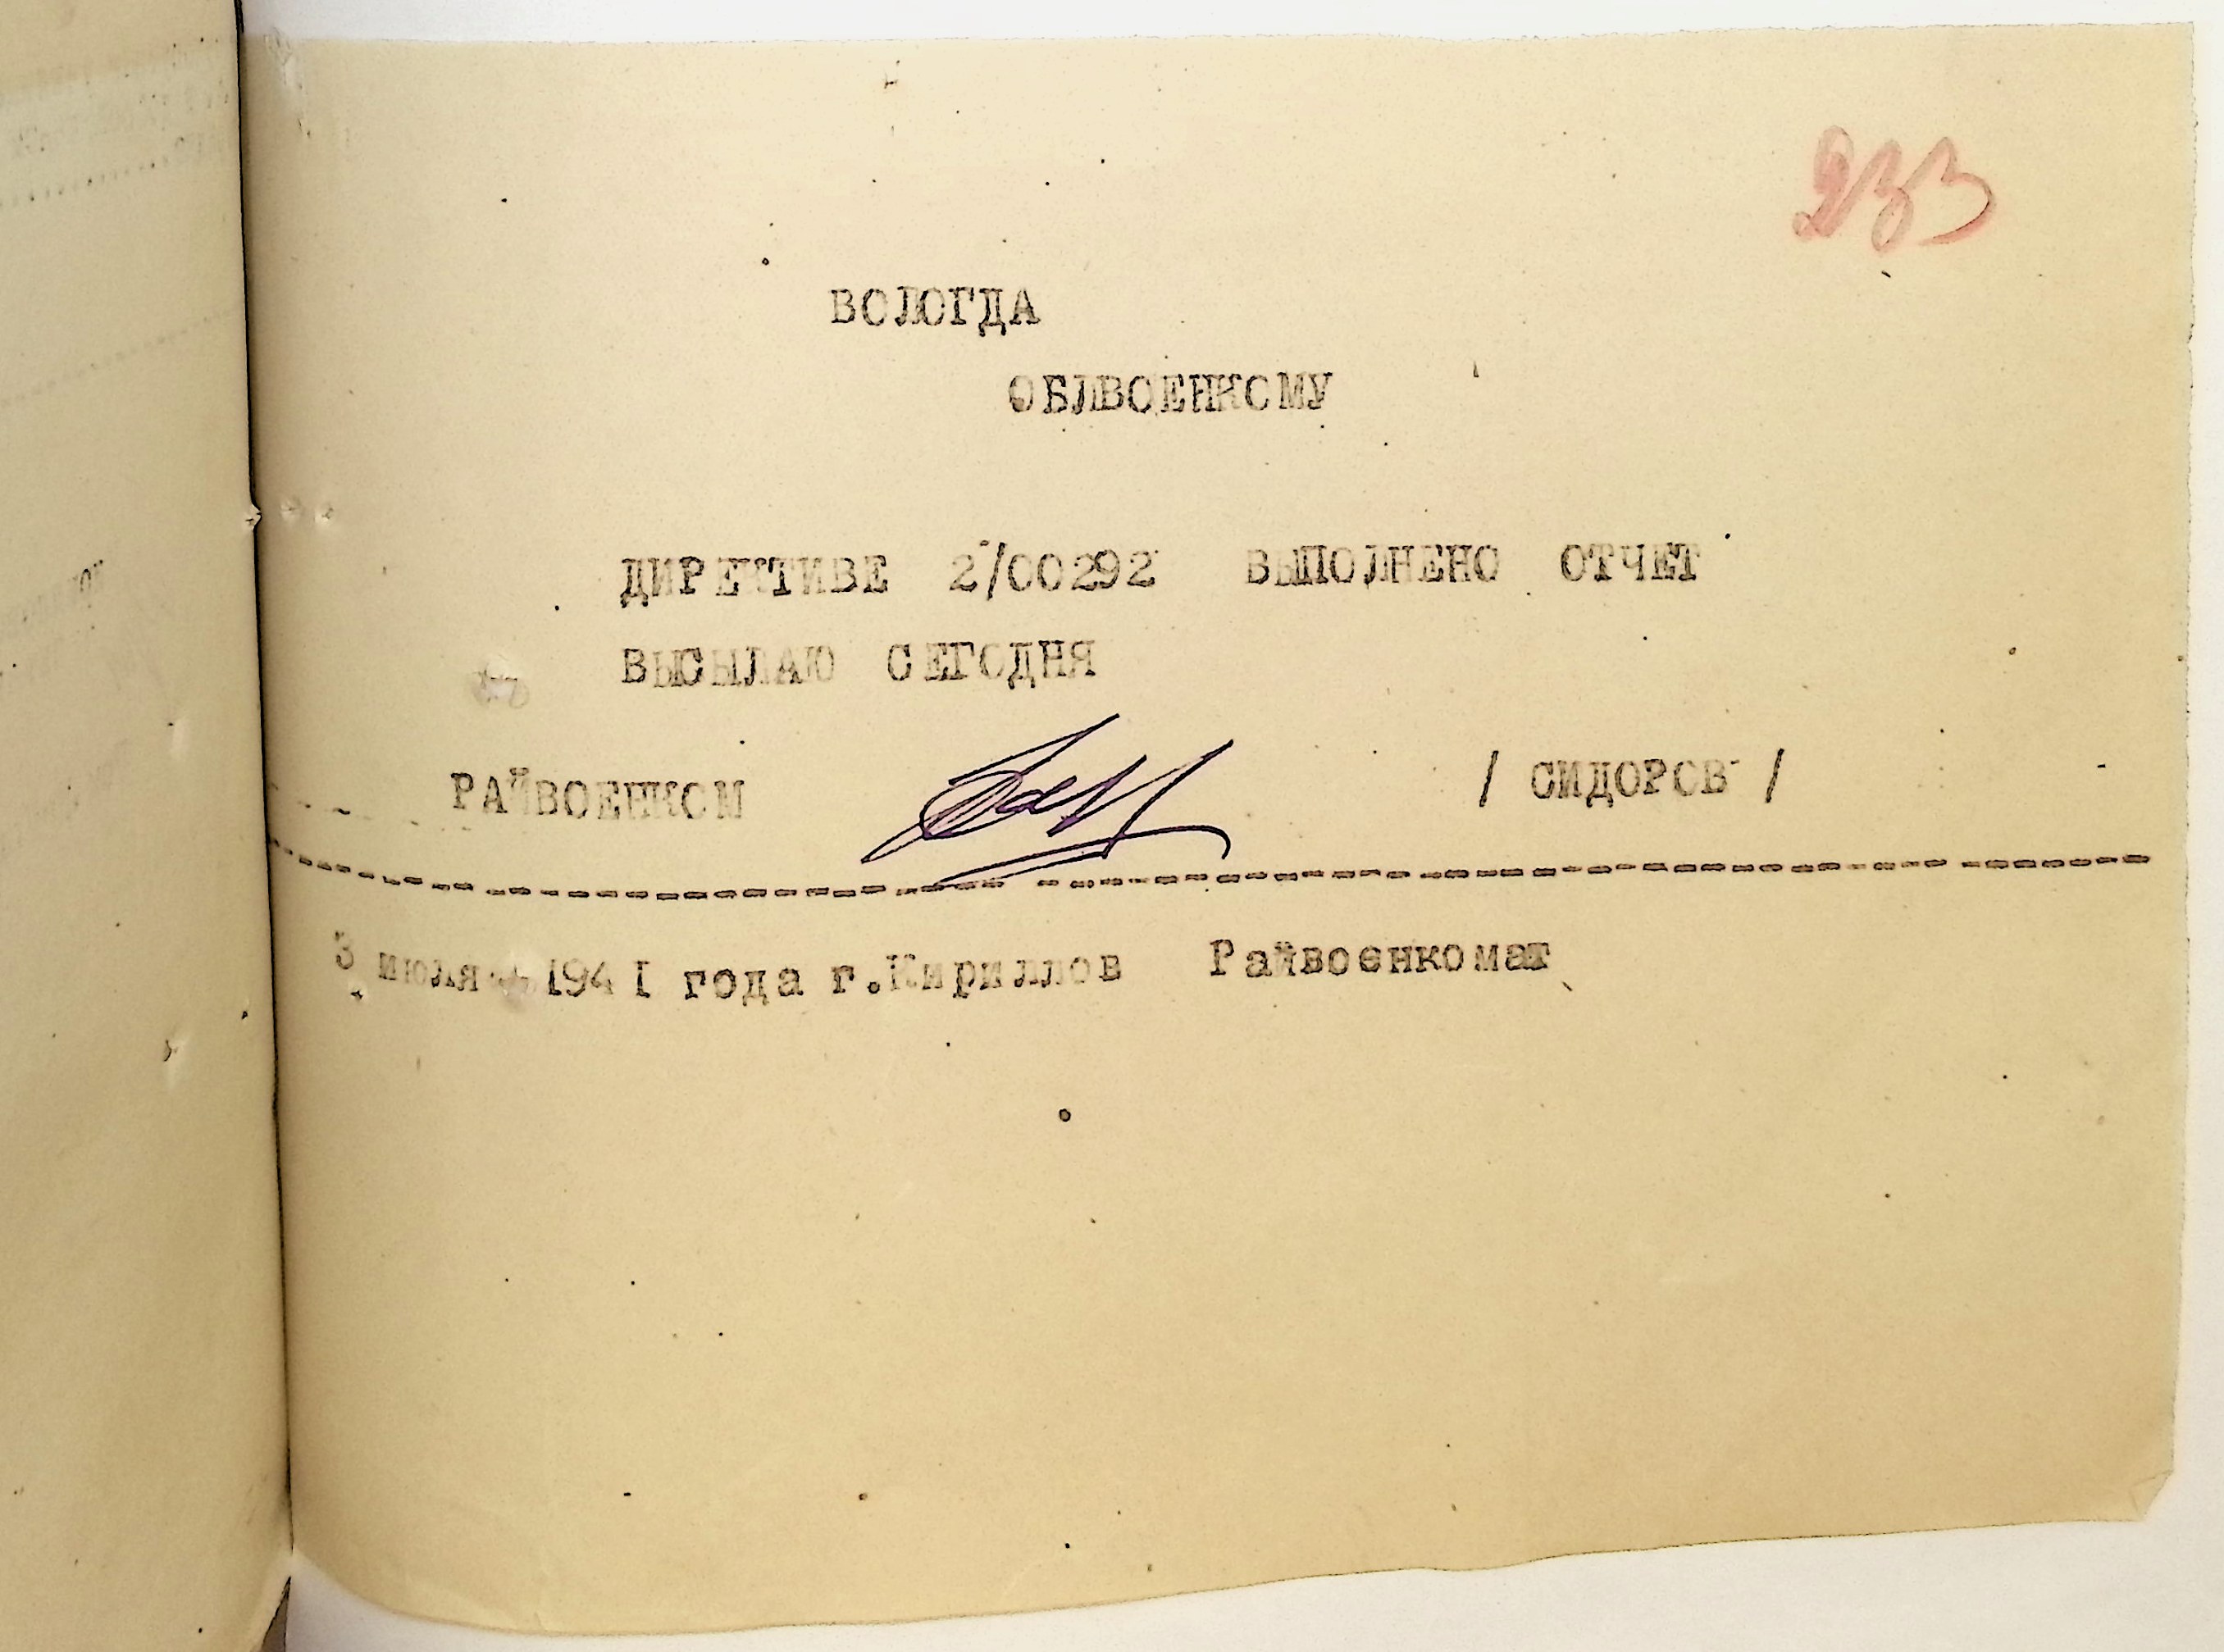 233
ВОЛОГДА
ОБЛВОЕНКОМУ
ДИРЕКТИВЕ 2/00292 ВЫПОЛНЕНО ОТЧЕТ
ВЫСЫЛАЮ СЕГОДНЯ
РАЙВОЕНКОМ / СИДОРОВ /
3 июля 1941 года г.Кириллов Райвоенкомат